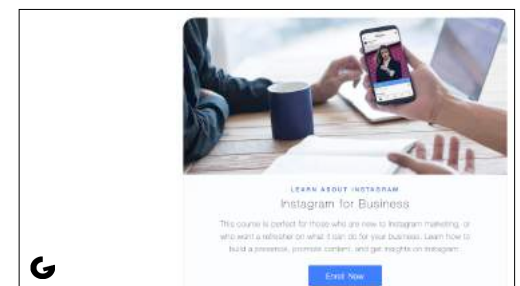 LEARN ABOUT INSTAGRAM
Instagram for Business
This course is perfect for those who are new to Instagram marketing, or
who want a refresher on what it can do for your business. Learn how to
build a presence, promote content, and get insights on Instagram.
Enroll Now
G